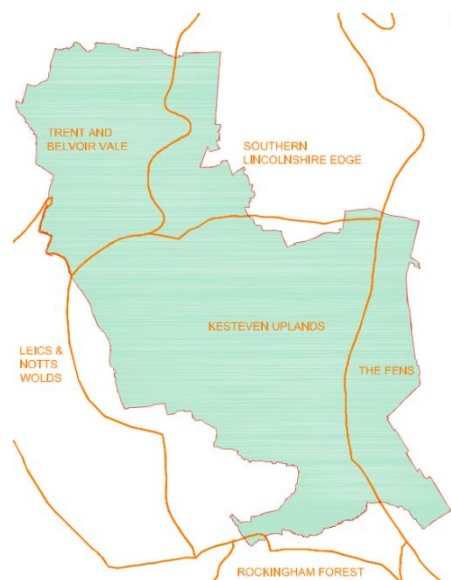 TRENT AND
BELVOIR VALE
SOUTHERN
LINCOLNSHIRE EDGE
KESTEVEN UPLANDS
LEICS &
NOTTS
WOLDS
THE FENS
ROCKINGHAM FOREST